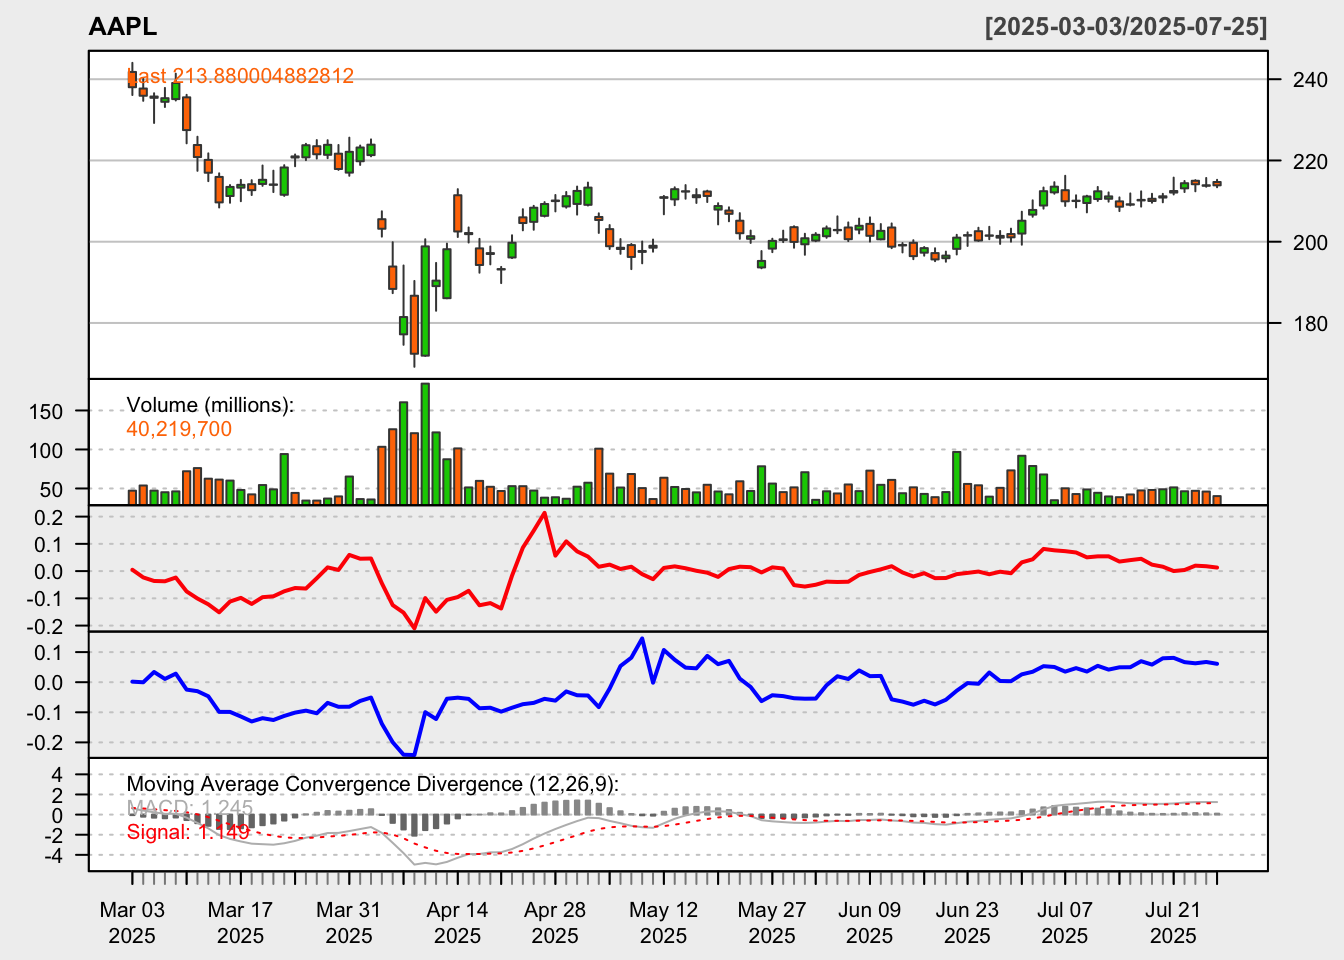 AAPL [2025-03-03/2025-07-25]
Last 213.880004882812
240
220
200
180
Volume (millions):
40,219,700
150
100
50
0.2
0.1
0.0
-0.1
-0.2
0.1
0.0
-0.1
-0.2
Moving Average Convergence Divergence (12,26,9):
MACD: 1.245
Signal: 1.149
4
2
0
-2
-4
Mar 03 Mar 17 Mar 31 Apr 14 Apr 28 May 12 May 27 Jun 09 Jun 23 Jul 07 Jul 21
2025 2025 2025 2025 2025 2025 2025 2025 2025 2025 2025